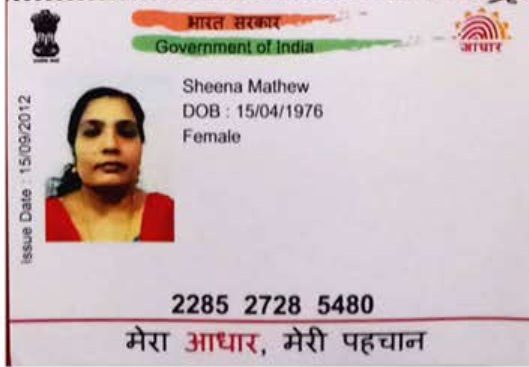 भारत सरकार
Government of India
आधार
Issue Date : 15/09/2012
Sheena Mathew
DOB : 15/04/1976
Female
2285 2728 5480
मेरा आधार, मेरी पहचान